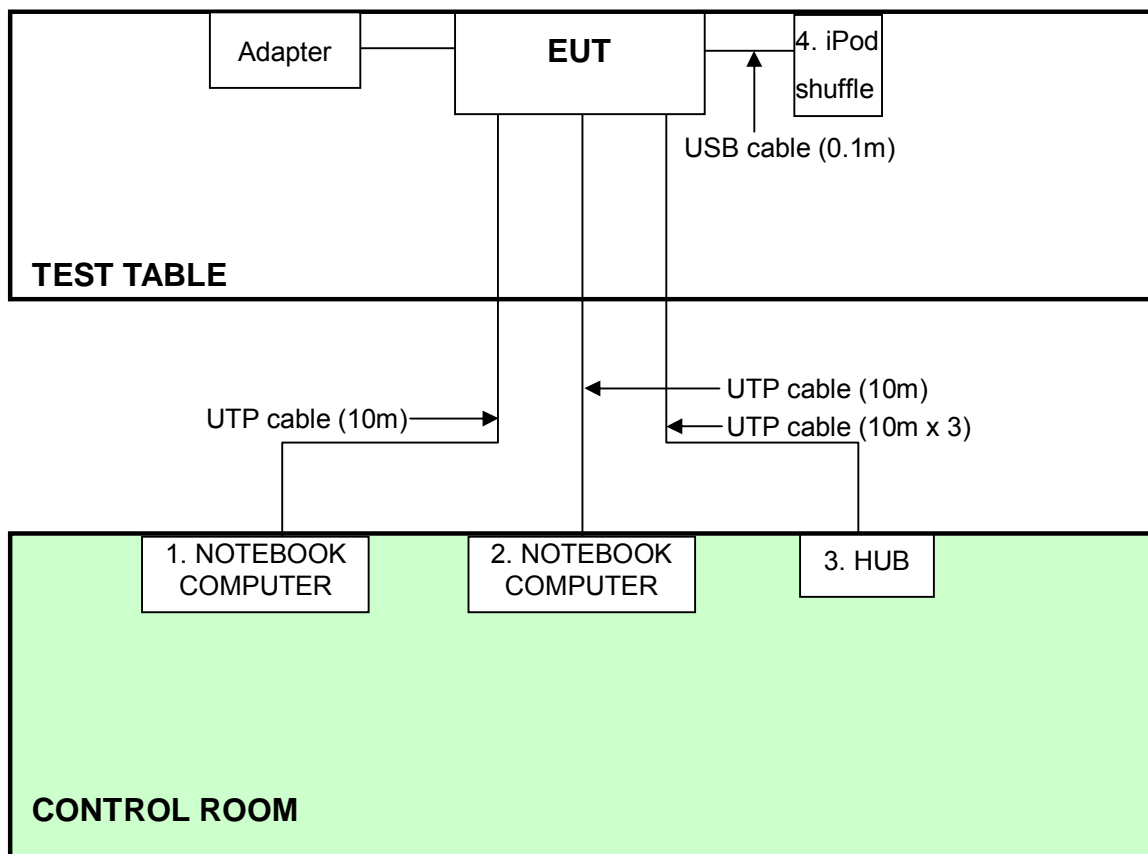 Adapter
EUT
4. iPod
shuffle
USB cable (0.1m)
TEST TABLE
UTP cable (10m)
UTP cable (10m)
UTP cable (10m x 3)
1. NOTEBOOK
COMPUTER
2. NOTEBOOK
COMPUTER
3. HUB
CONTROL ROOM